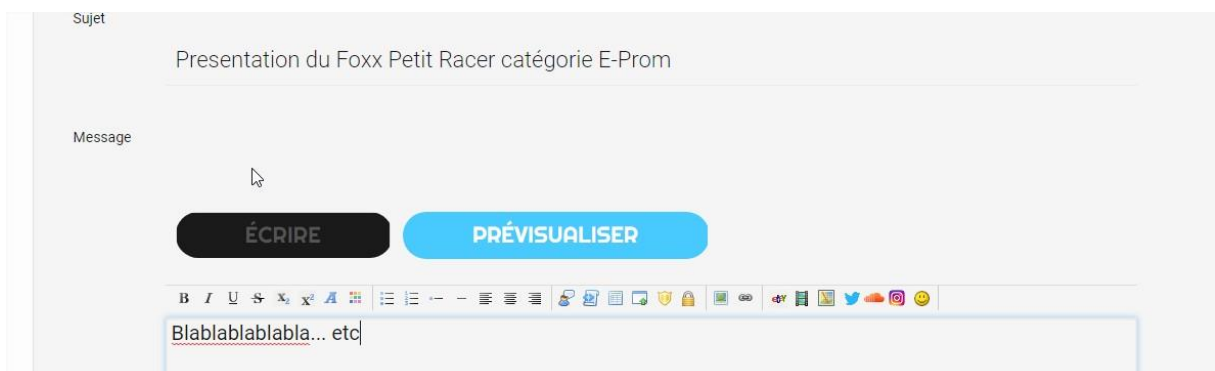 Sujet
Presentation du Foxx Petit Racer catégorie E-Prom
Message
ÉCRIRE PRÉVISUALISER
B I U S X₂ X² A
Blablablablabla... etc